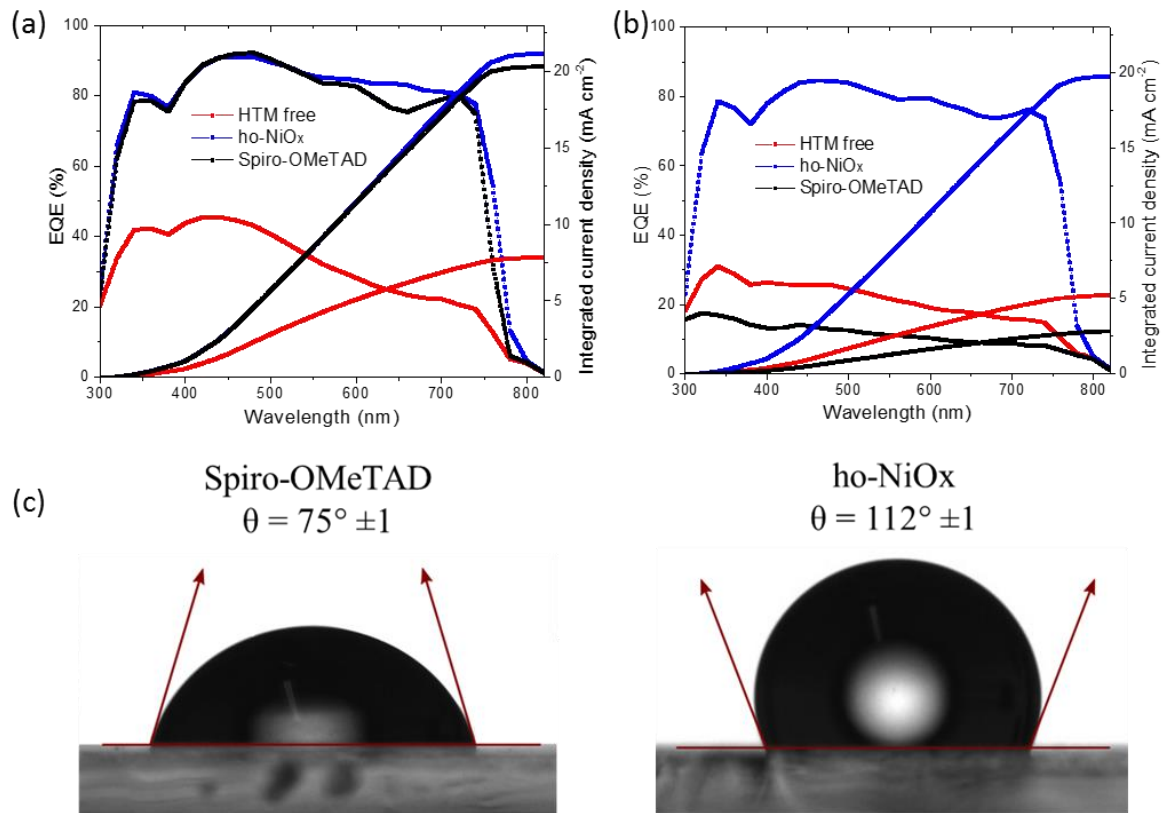 (a)
100
80
60
40
20
0
EQE (%)
HTM free
ho-NiOx
Spiro-OMeTAD
20
15
10
5
0
Integrated current density (mA cm-2)
300 400 500 600 700 800
Wavelength (nm)
(b)
100
80
60
40
20
0
EQE (%)
HTM free
ho-NiOx
Spiro-OMeTAD
20
15
10
5
0
Integrated current density (mA cm-2)
300 400 500 600 700 800
Wavelength (nm)
(c)
Spiro-OMeTAD
θ = 75° ±1
ho-NiOx
θ = 112° ±1